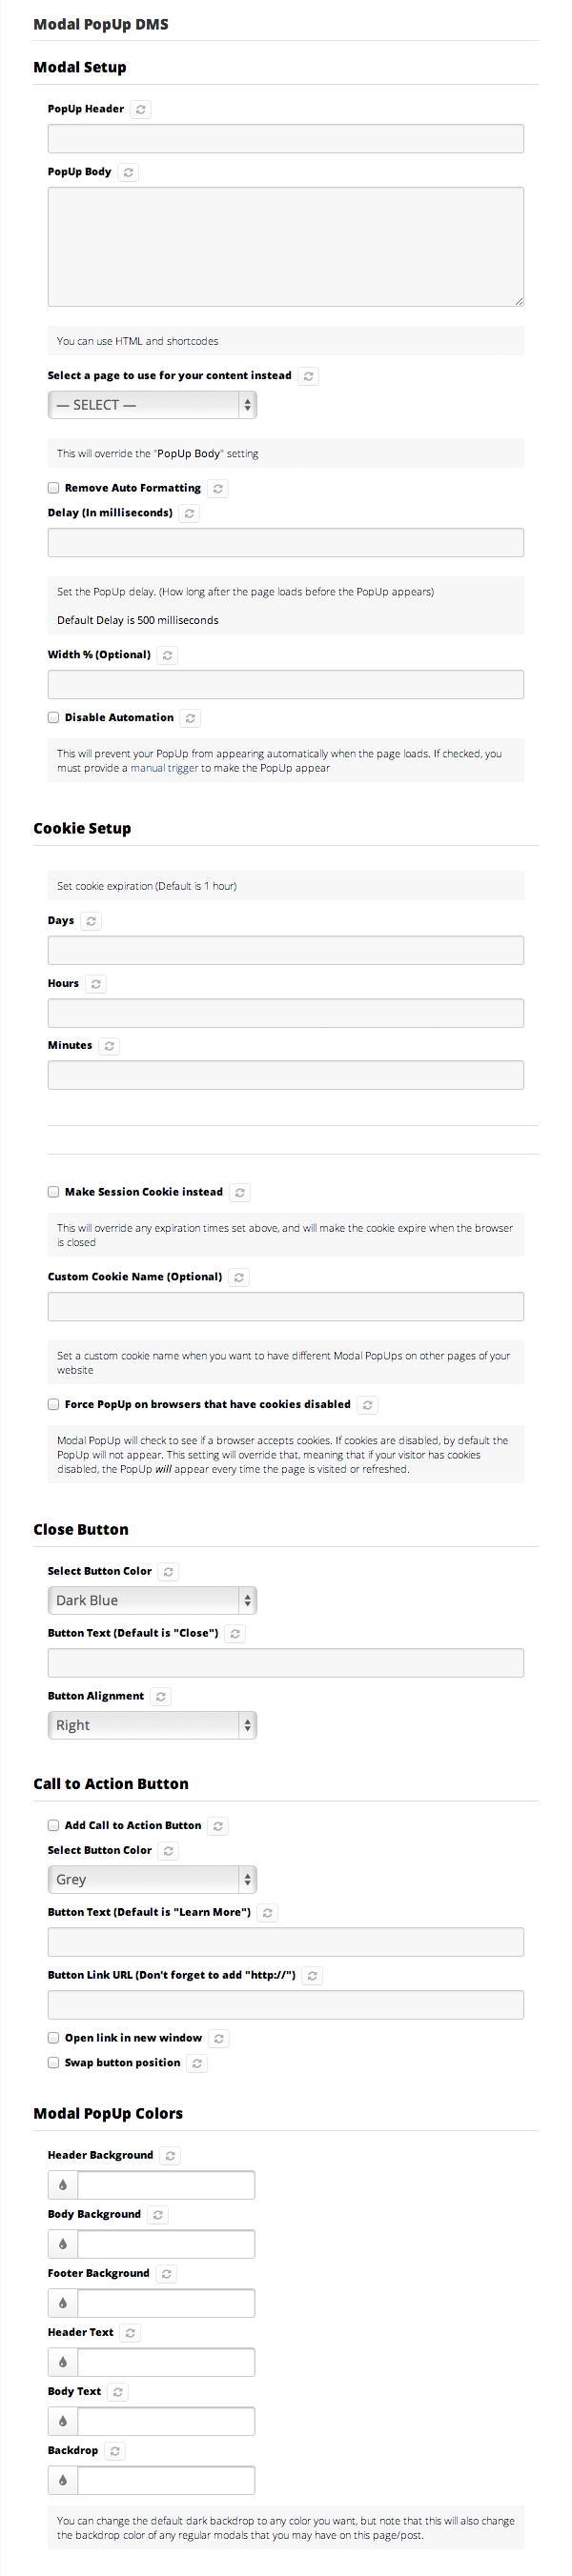 Modal PopUp DMS
Modal Setup
PopUp Header
PopUp Body
You can use HTML and shortcodes
Select a page to use for your content instead
— SELECT —
This will override the "PopUp Body" setting
Remove Auto Formatting
Delay (In milliseconds)
Set the PopUp delay. (How long after the page loads before the PopUp appears)
Default Delay is 500 milliseconds
Width % (Optional)
Disable Automation
This will prevent your PopUp from appearing automatically when the page loads. If checked, you
must provide a manual trigger to make the PopUp appear
Cookie Setup
Set cookie expiration (Default is 1 hour)
Days
Hours
Minutes
Make Session Cookie instead
This will override any expiration times set above, and will make the cookie expire when the browser
is closed
Custom Cookie Name (Optional)
Set a custom cookie name when you want to have different Modal PopUps on other pages of your
website
Force PopUp on browsers that have cookies disabled
Modal PopUp will check to see if a browser accepts cookies. If cookies are disabled, by default the
PopUp will not appear. This setting will override that, meaning that if your visitor has cookies
disabled, the PopUp will appear every time the page is visited or refreshed.
Close Button
Select Button Color
Dark Blue
Button Text (Default is "Close")
Button Alignment
Right
Call to Action Button
Add Call to Action Button
Select Button Color
Grey
Button Text (Default is "Learn More")
Button Link URL (Don't forget to add "http://")
Open link in new window
Swap button position
Modal PopUp Colors
Header Background
Body Background
Footer Background
Header Text
Body Text
Backdrop
You can change the default dark backdrop to any color you want, but note that this will also change
the backdrop color of any regular modals that you may have on this page/post.